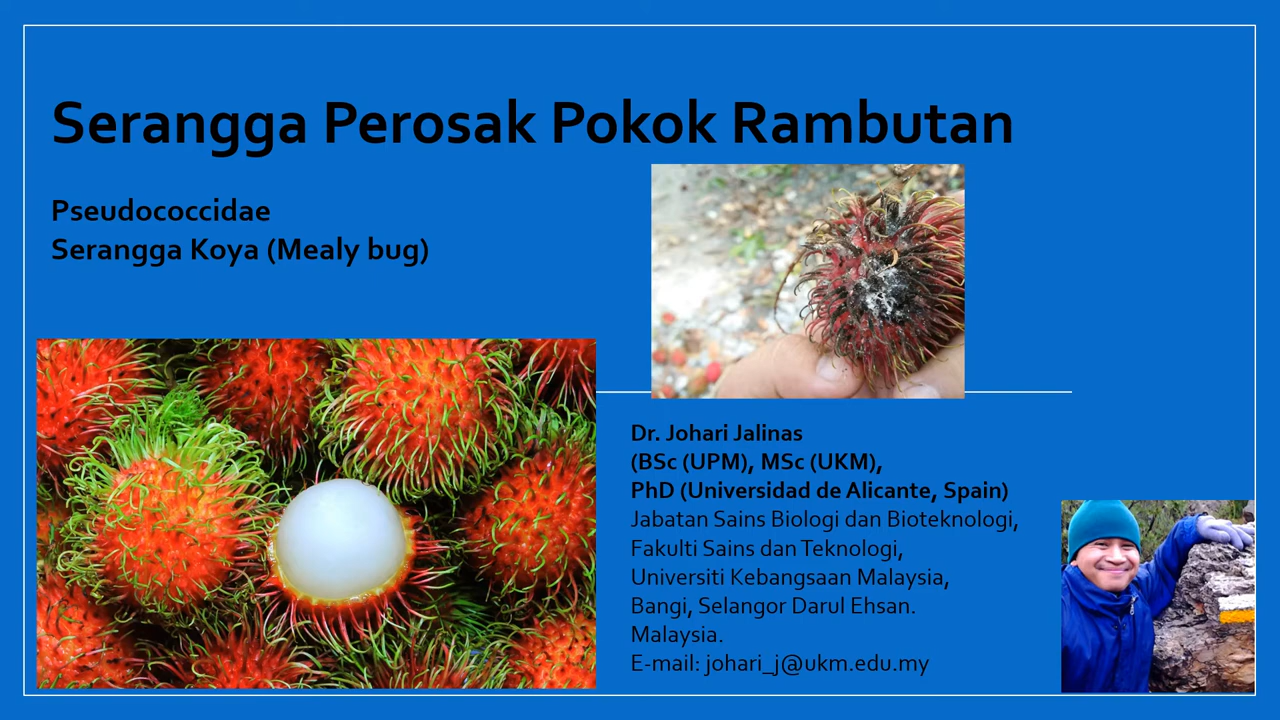 Serangga Perosak Pokok Rambutan
Pseudococcidae
Serangga Koya (Mealy bug)
Dr. Johari Jalinas
(BSc (UPM), MSc (UKM),
PhD (Universidad de Alicante, Spain)
Jabatan Sains Biologi dan Bioteknologi,
Fakulti Sains dan Teknologi,
Universiti Kebangsaan Malaysia,
Bangi, Selangor Darul Ehsan.
Malaysia.
E-mail: johari_j@ukm.edu.my